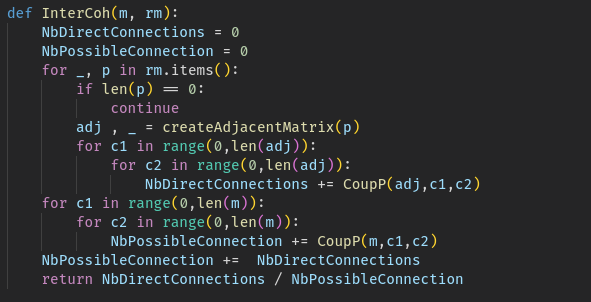 def InterCoh(m, rm):
    NbDirectConnections = 0
    NbPossibleConnection = 0
    for _, p in rm.items():
        if len(p) == 0:
            continue
        adj , _ = createAdjacentMatrix(p)
        for c1 in range(0,len(adj)):
            for c2 in range(0,len(adj)):
                NbDirectConnections += CoupP(adj,c1,c2)
    for c1 in range(0,len(m)):
        for c2 in range(0,len(m)):
            NbPossibleConnection += CoupP(m,c1,c2)
    NbPossibleConnection +=  NbDirectConnections
    return NbDirectConnections / NbPossibleConnection